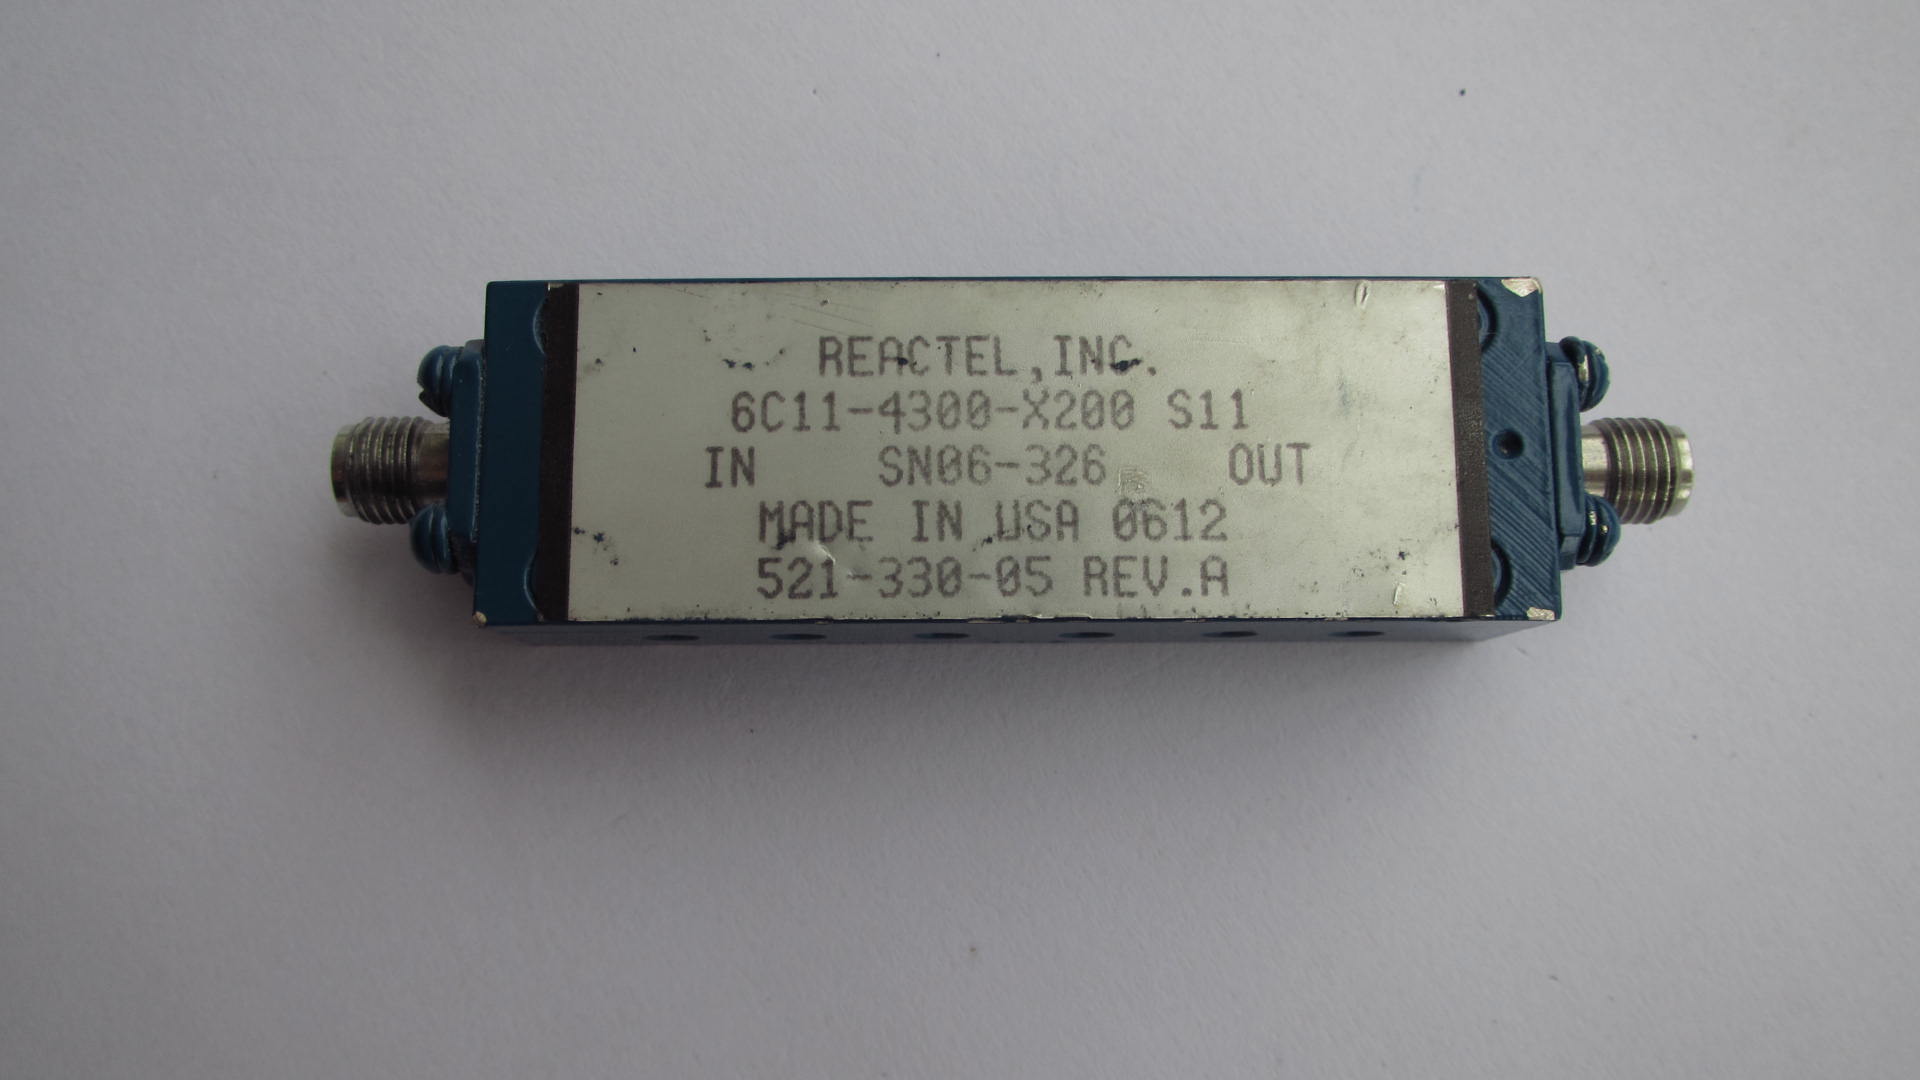 REACTEL,INC.
6C11-4300-X200 S11
IN SN06-326 OUT
MADE IN USA 0612
521-330-05 REV.A